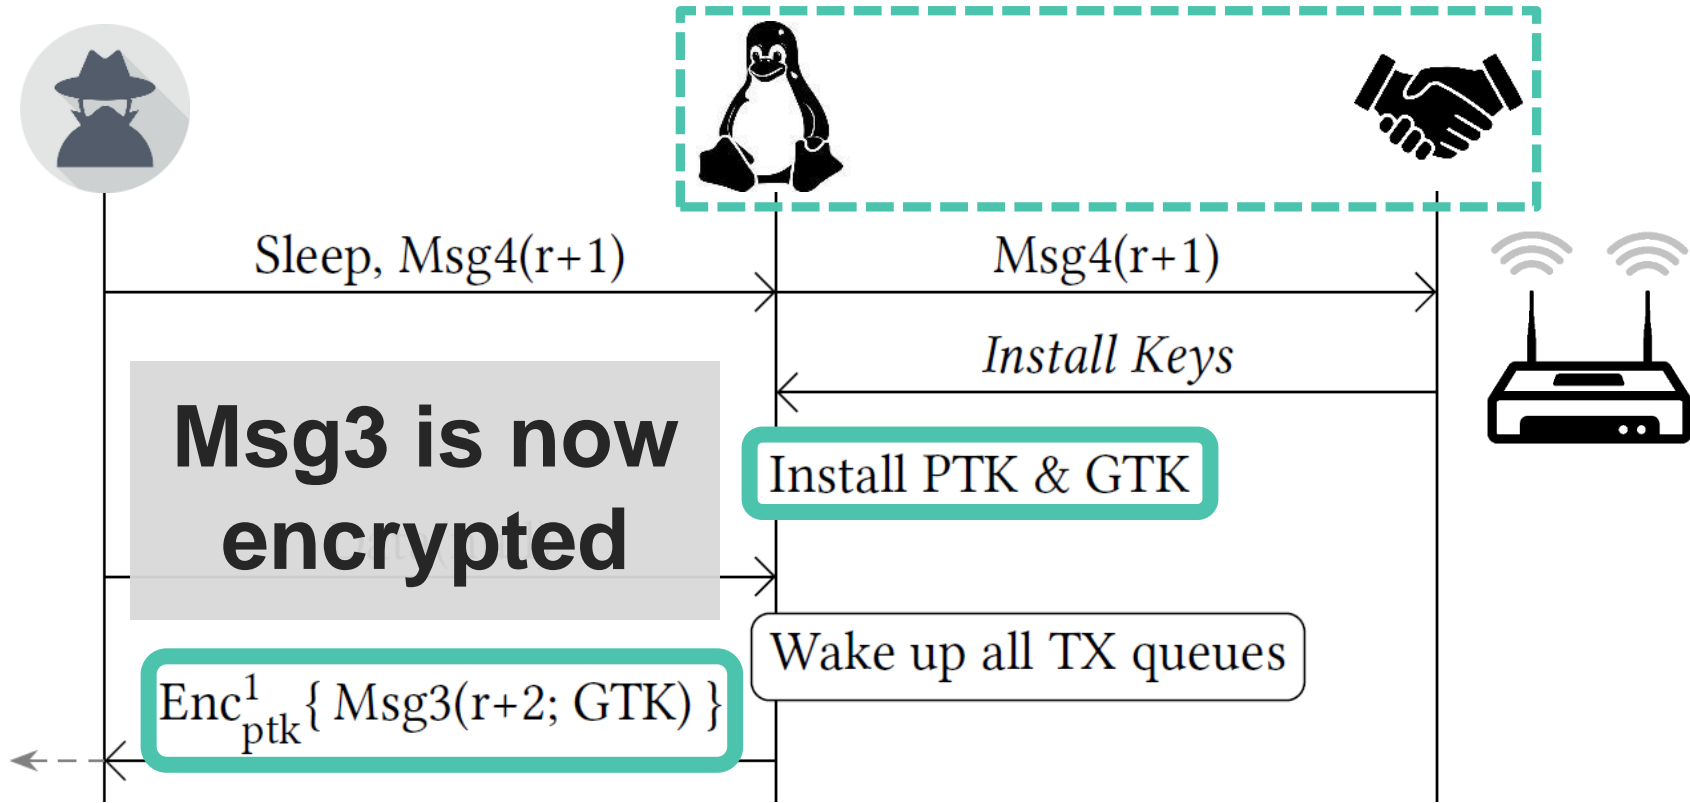 Sleep, Msg4(r+1)
Msg4(r+1)
Install Keys
Msg3 is now
encrypted
Install PTK & GTK
Wake up all TX queues
Enc¹ₚₜₖ{ Msg3(r+2; GTK) }